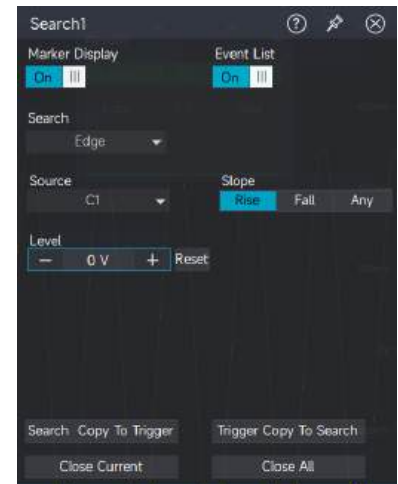 Search1
Marker Display Event List
On On
Search
Edge
Source Slope
C1 Rise Fall Any
Level
— 0 V + Reset
Search Copy To Trigger Trigger Copy To Search
Close Current Close All